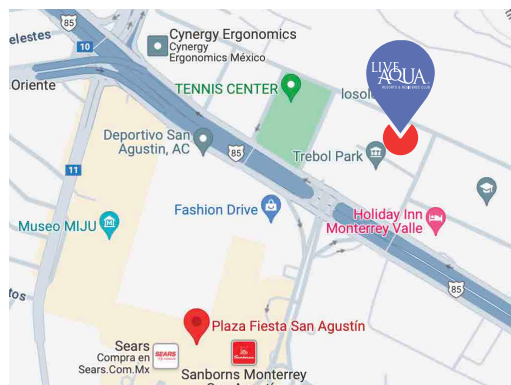 85
elestes
10
Cynergy Ergonomics
Cynergy
Ergonomics México
LIVE
AQUA
Oriente
TENNIS CENTER
Iosole
Deportivo San
Agustin, AC
85
Trebol Park
11
Fashion Drive
Holiday Inn
Monterrey Valle
Museo MIJU
85
tos
Plaza Fiesta San Agustín
Sears
Compra en
Sears.Com.Mx
SEARS
Sanborns
Sanborns Monterrey